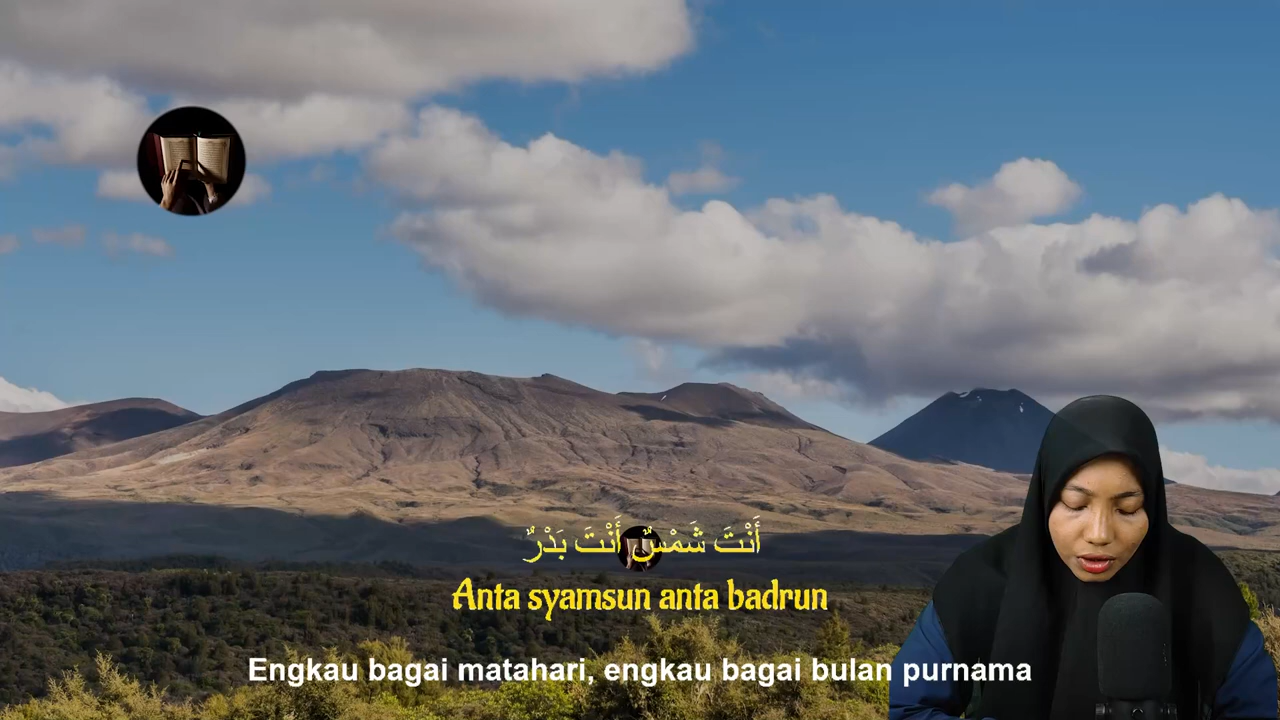 أَنْتَ شَمْسٌ أَنْتَ بَدْرٌ
Anta syamsun anta badrun
Engkau bagai matahari, engkau bagai bulan purnama